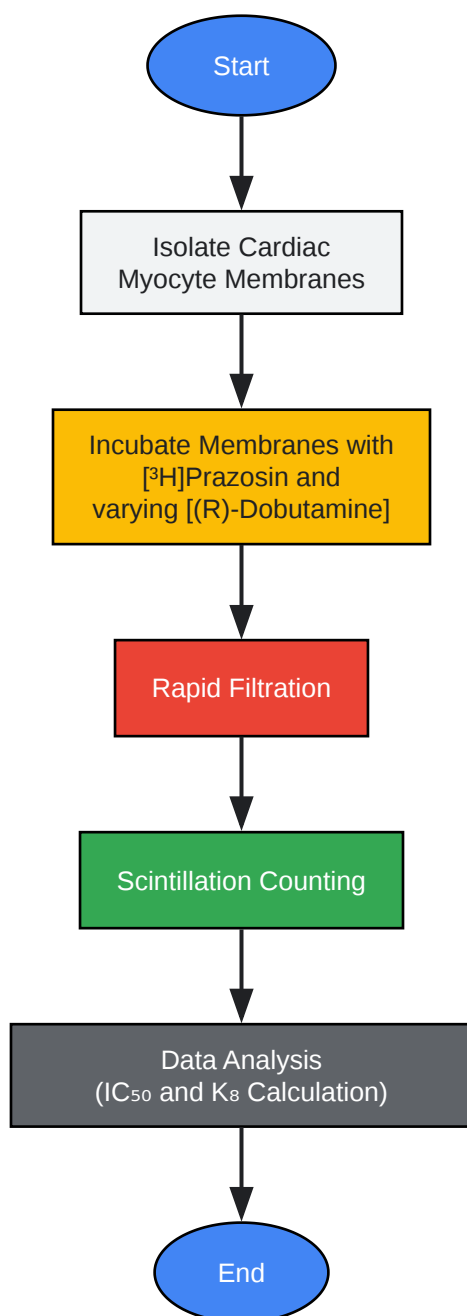 Start
Isolate Cardiac
Myocyte Membranes
Incubate Membranes with
[³H]Prazosin and
varying [(R)-Dobutamine]
Rapid Filtration
Scintillation Counting
Data Analysis
(IC₅₀ and K₈ Calculation)
End